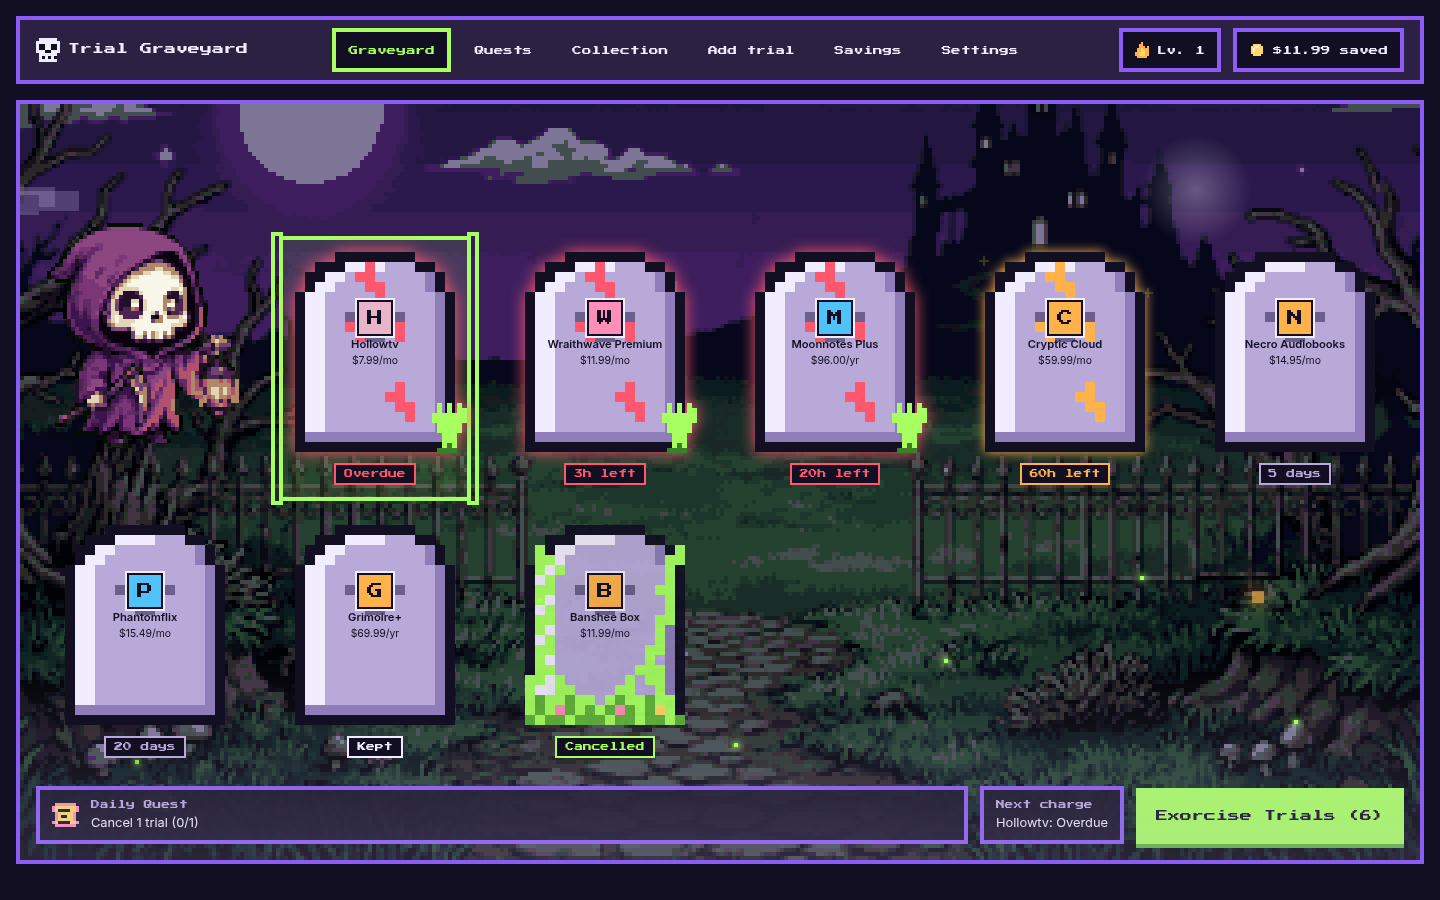 Trial Graveyard
Graveyard
Quests
Collection
Add trial
Savings
Settings
Lv. 1
$11.99 saved
H
Hollowtv
$7.99/mo
Overdue
W
Wraithwave Premium
$11.99/mo
3h left
M
Moonnotes Plus
$96.00/yr
20h left
C
Cryptic Cloud
$59.99/mo
60h left
N
Necro Audiobooks
$14.95/mo
5 days
P
Phantomflix
$15.49/mo
20 days
G
Grimoire+
$69.99/yr
Kept
B
Banshee Box
$11.99/mo
Cancelled
Daily Quest
Cancel 1 trial (0/1)
Next charge
Hollowtv: Overdue
Exorcise Trials (6)